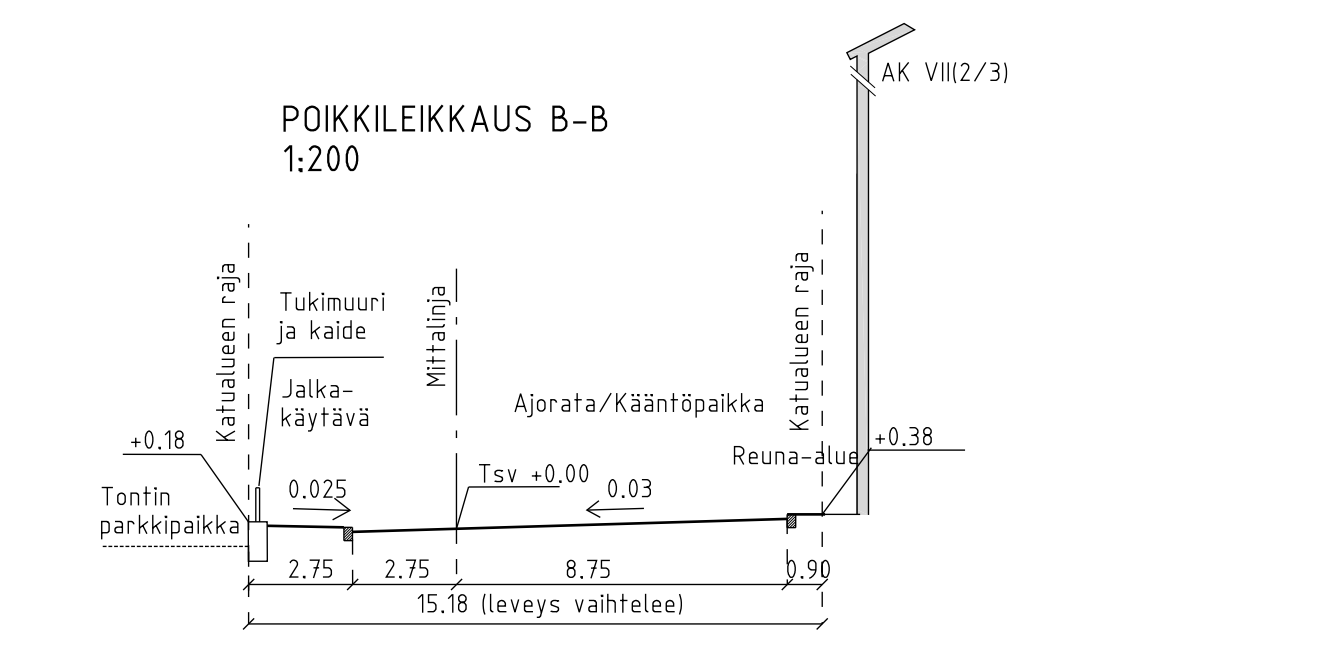 AK VII(2/3)
POIKKILEIKKAUS B-B
1:200
Katualueen raja
Tukimuuri
ja kaide
Mittalinja
Jalka-
käytävä
Ajorata/Kääntöpaikka
Katualueen raja
+0.18
+0.38
Reuna-alue
Tsv +0.00
0.025
0.03
Tontin
parkkipaikka
2.75
2.75
8.75
0.90
15.18 (leveys vaihtelee)